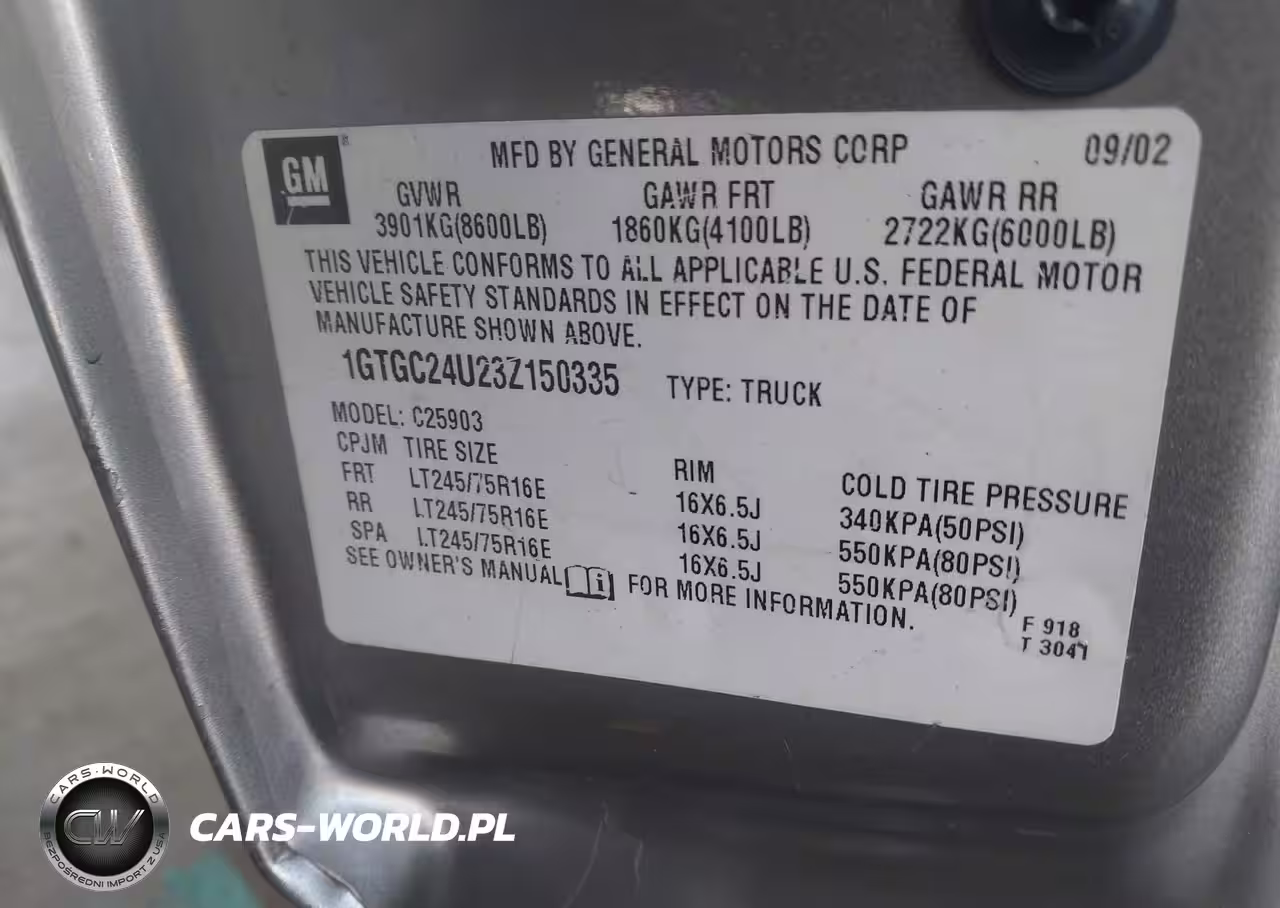 GM
MFD BY GENERAL MOTORS CORP 09/02
GVWR GAWR FRT GAWR RR
3901KG(8600LB) 1860KG(4100LB) 2722KG(6000LB)
THIS VEHICLE CONFORMS TO ALL APPLICABLE U.S. FEDERAL MOTOR
VEHICLE SAFETY STANDARDS IN EFFECT ON THE DATE OF
MANUFACTURE SHOWN ABOVE.
1GTGC24U23Z150335 TYPE: TRUCK
MODEL: C25903
CPJM TIRE SIZE RIM COLD TIRE PRESSURE
FRT LT245/75R16E 16X6.5J 340KPA(50PSI)
RR LT245/75R16E 16X6.5J 550KPA(80PSI)
SPA LT245/75R16E 16X6.5J 550KPA(80PSI)
SEE OWNER'S MANUAL FOR MORE INFORMATION.
F 918
T 3041
CARS-WORLD
CW
BEZPOŚREDNI IMPORT Z USA
CARS-WORLD.PL